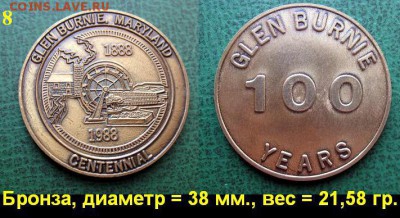 COINS.LAVE.RU
8
GLEN BURNIE, MARYLAND
1888
1988
CENTENNIAL
GLEN BURNIE
100
YEARS
Бронза, диаметр = 38 мм., вес = 21,58 гр.